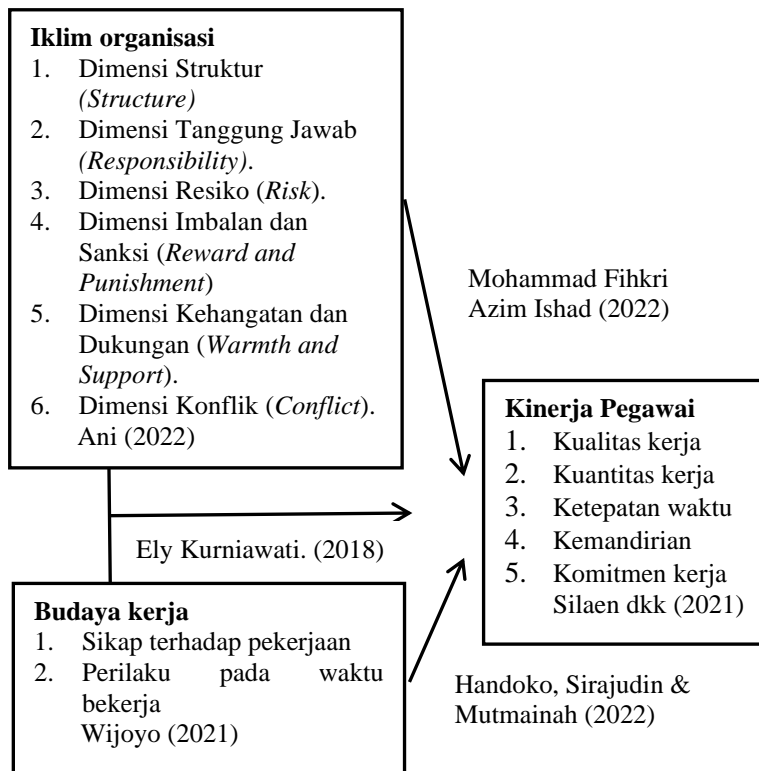 Iklim organisasi
1. Dimensi Struktur
(Structure)
2. Dimensi Tanggung Jawab
(Responsibility).
3. Dimensi Resiko (Risk).
4. Dimensi Imbalan dan
Sanksi (Reward and
Punishment)
5. Dimensi Kehangatan dan
Dukungan (Warmth and
Support).
6. Dimensi Konflik (Conflict).
Ani (2022)
Mohammad Fihkri
Azim Ishad (2022)
Kinerja Pegawai
1. Kualitas kerja
2. Kuantitas kerja
3. Ketepatan waktu
4. Kemandirian
5. Komitmen kerja
Silaen dkk (2021)
Ely Kurniawati. (2018)
Budaya kerja
1. Sikap terhadap pekerjaan
2. Perilaku pada waktu
bekerja
Wijoyo (2021)
Handoko, Sirajudin &
Mutmainah (2022)